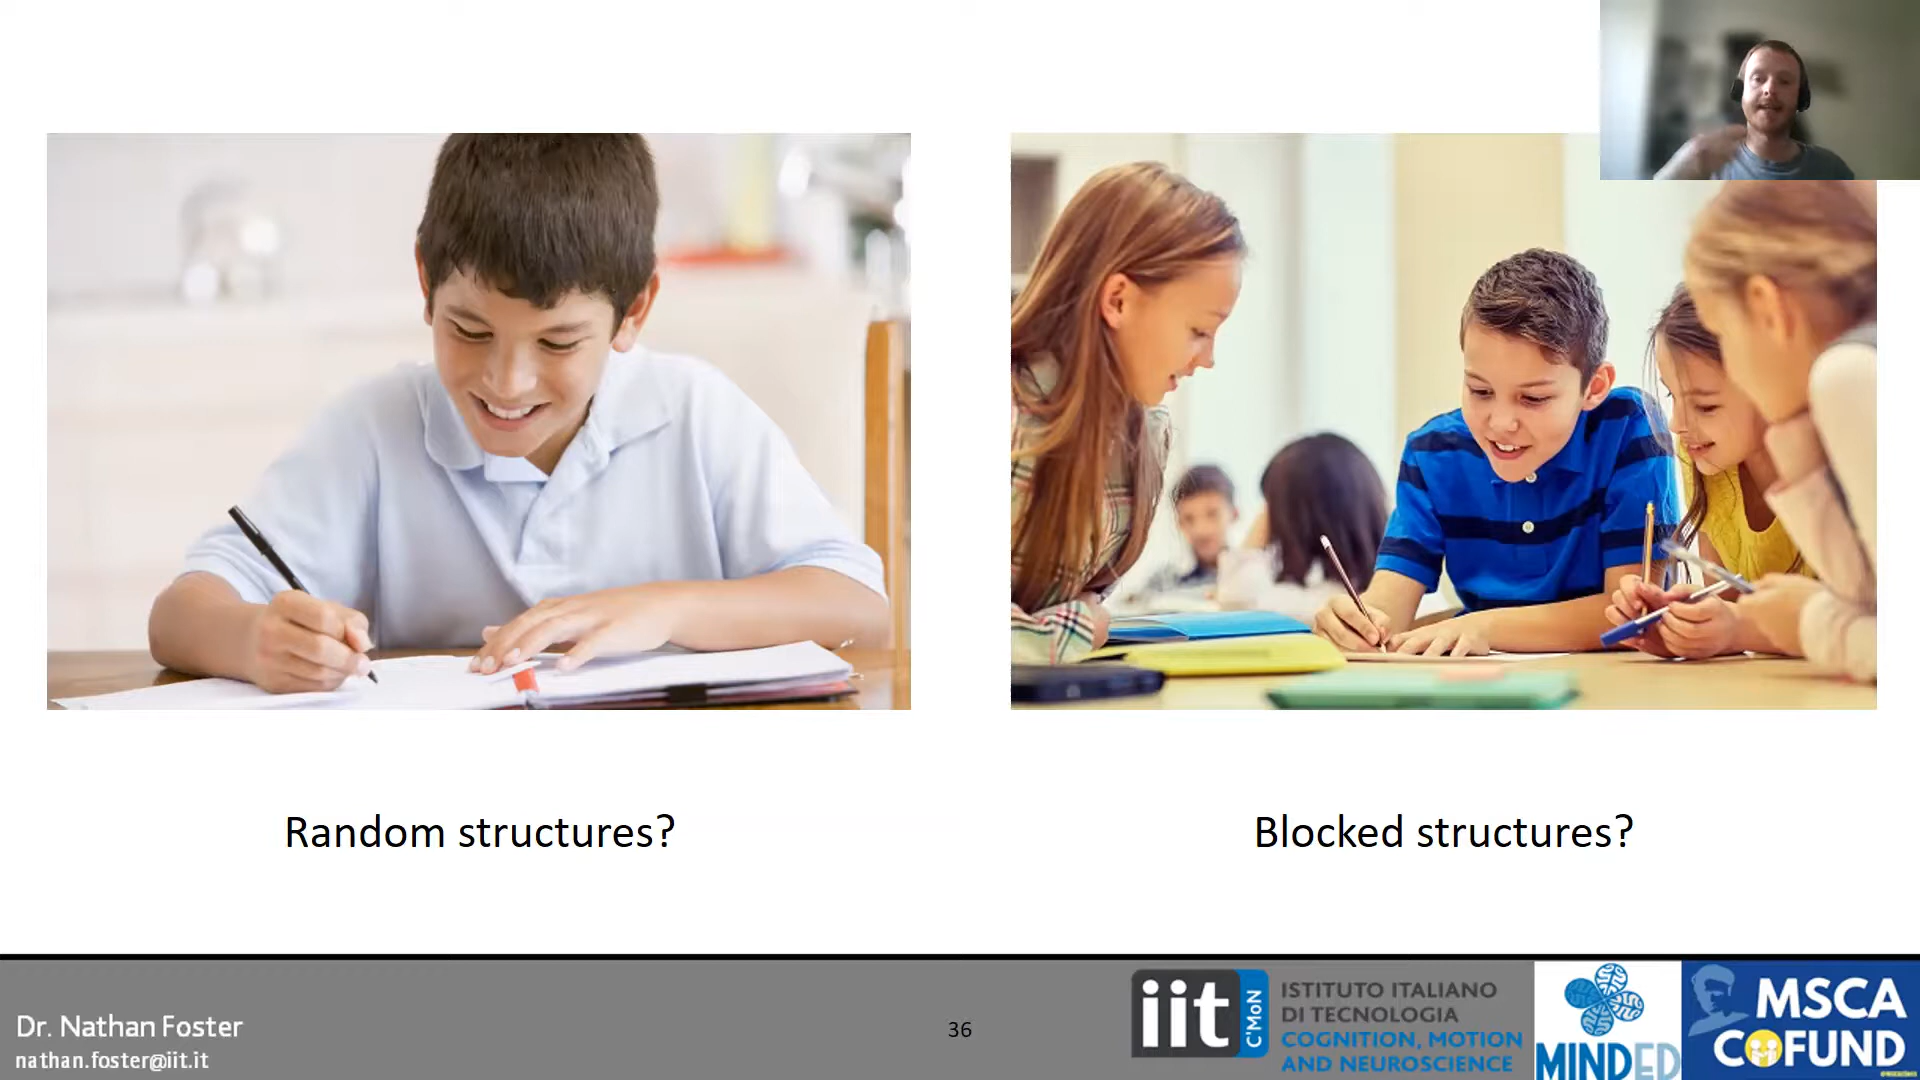 Random structures?
Blocked structures?
Dr. Nathan Foster
nathan.foster@iit.it
36
iit
C'MoN
ISTITUTO ITALIANO
DI TECNOLOGIA
COGNITION, MOTION
AND NEUROSCIENCE
MINDED
MSCA
COFUND